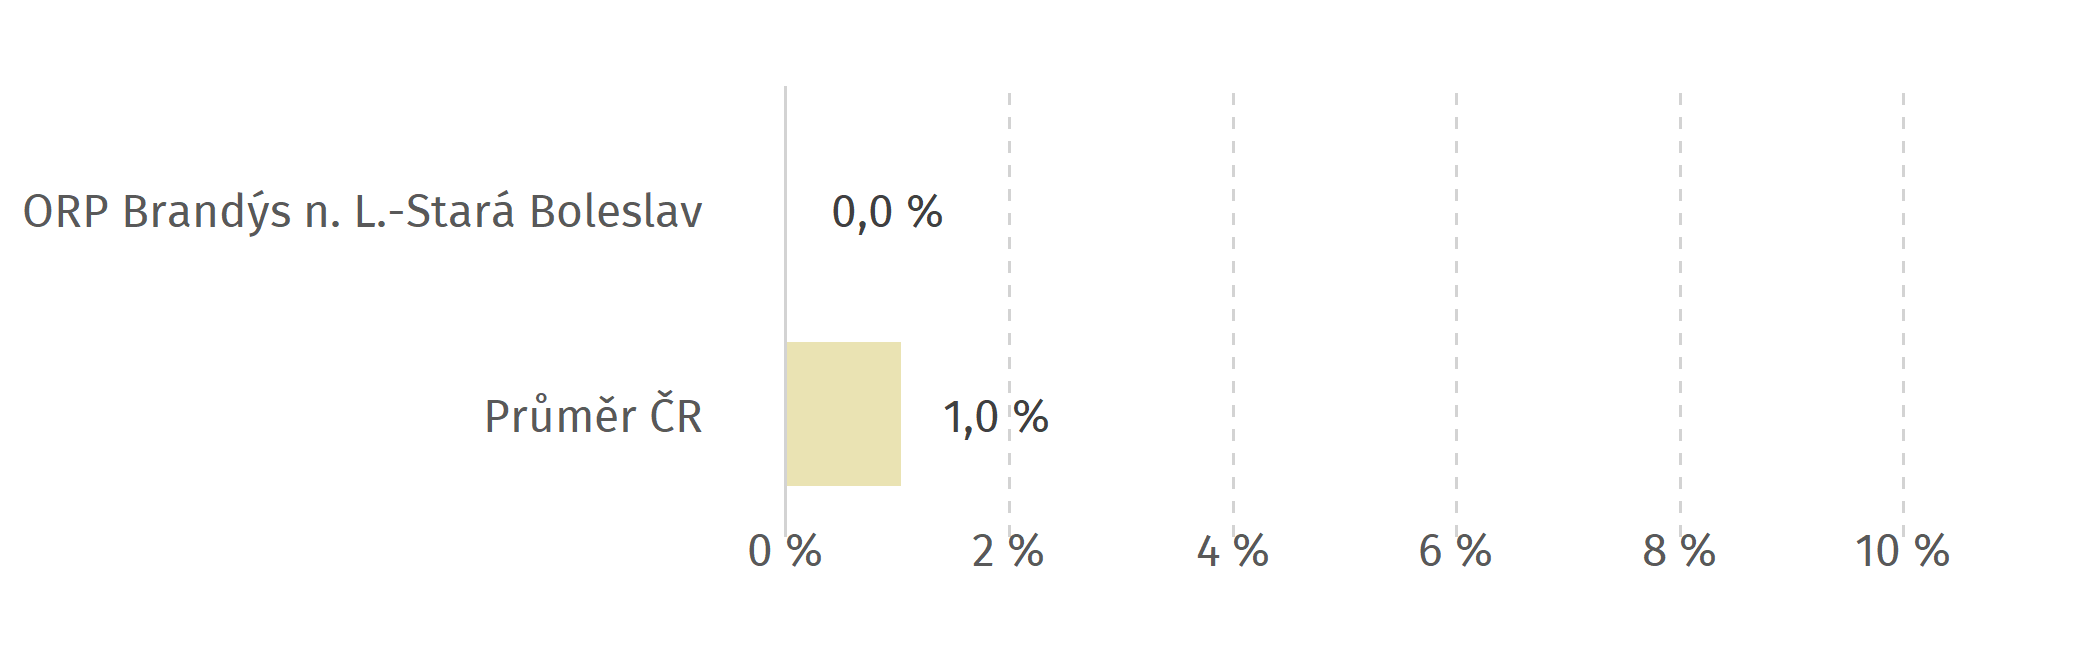 ORP Brandýs n. L.-Stará Boleslav 0,0 %
Průměr ČR 1,0 %
0 % 2 % 4 % 6 % 8 % 10 %